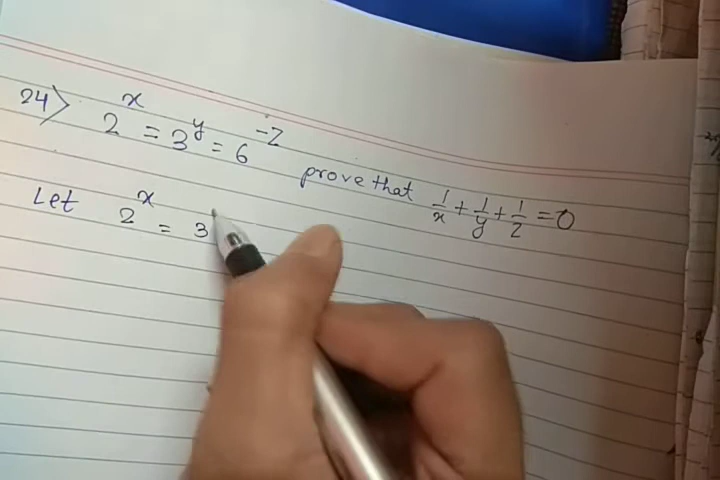 24) 2^x = 3^y = 6^-z prove that 1/x + 1/y + 1/z = 0
Let 2^x = 3